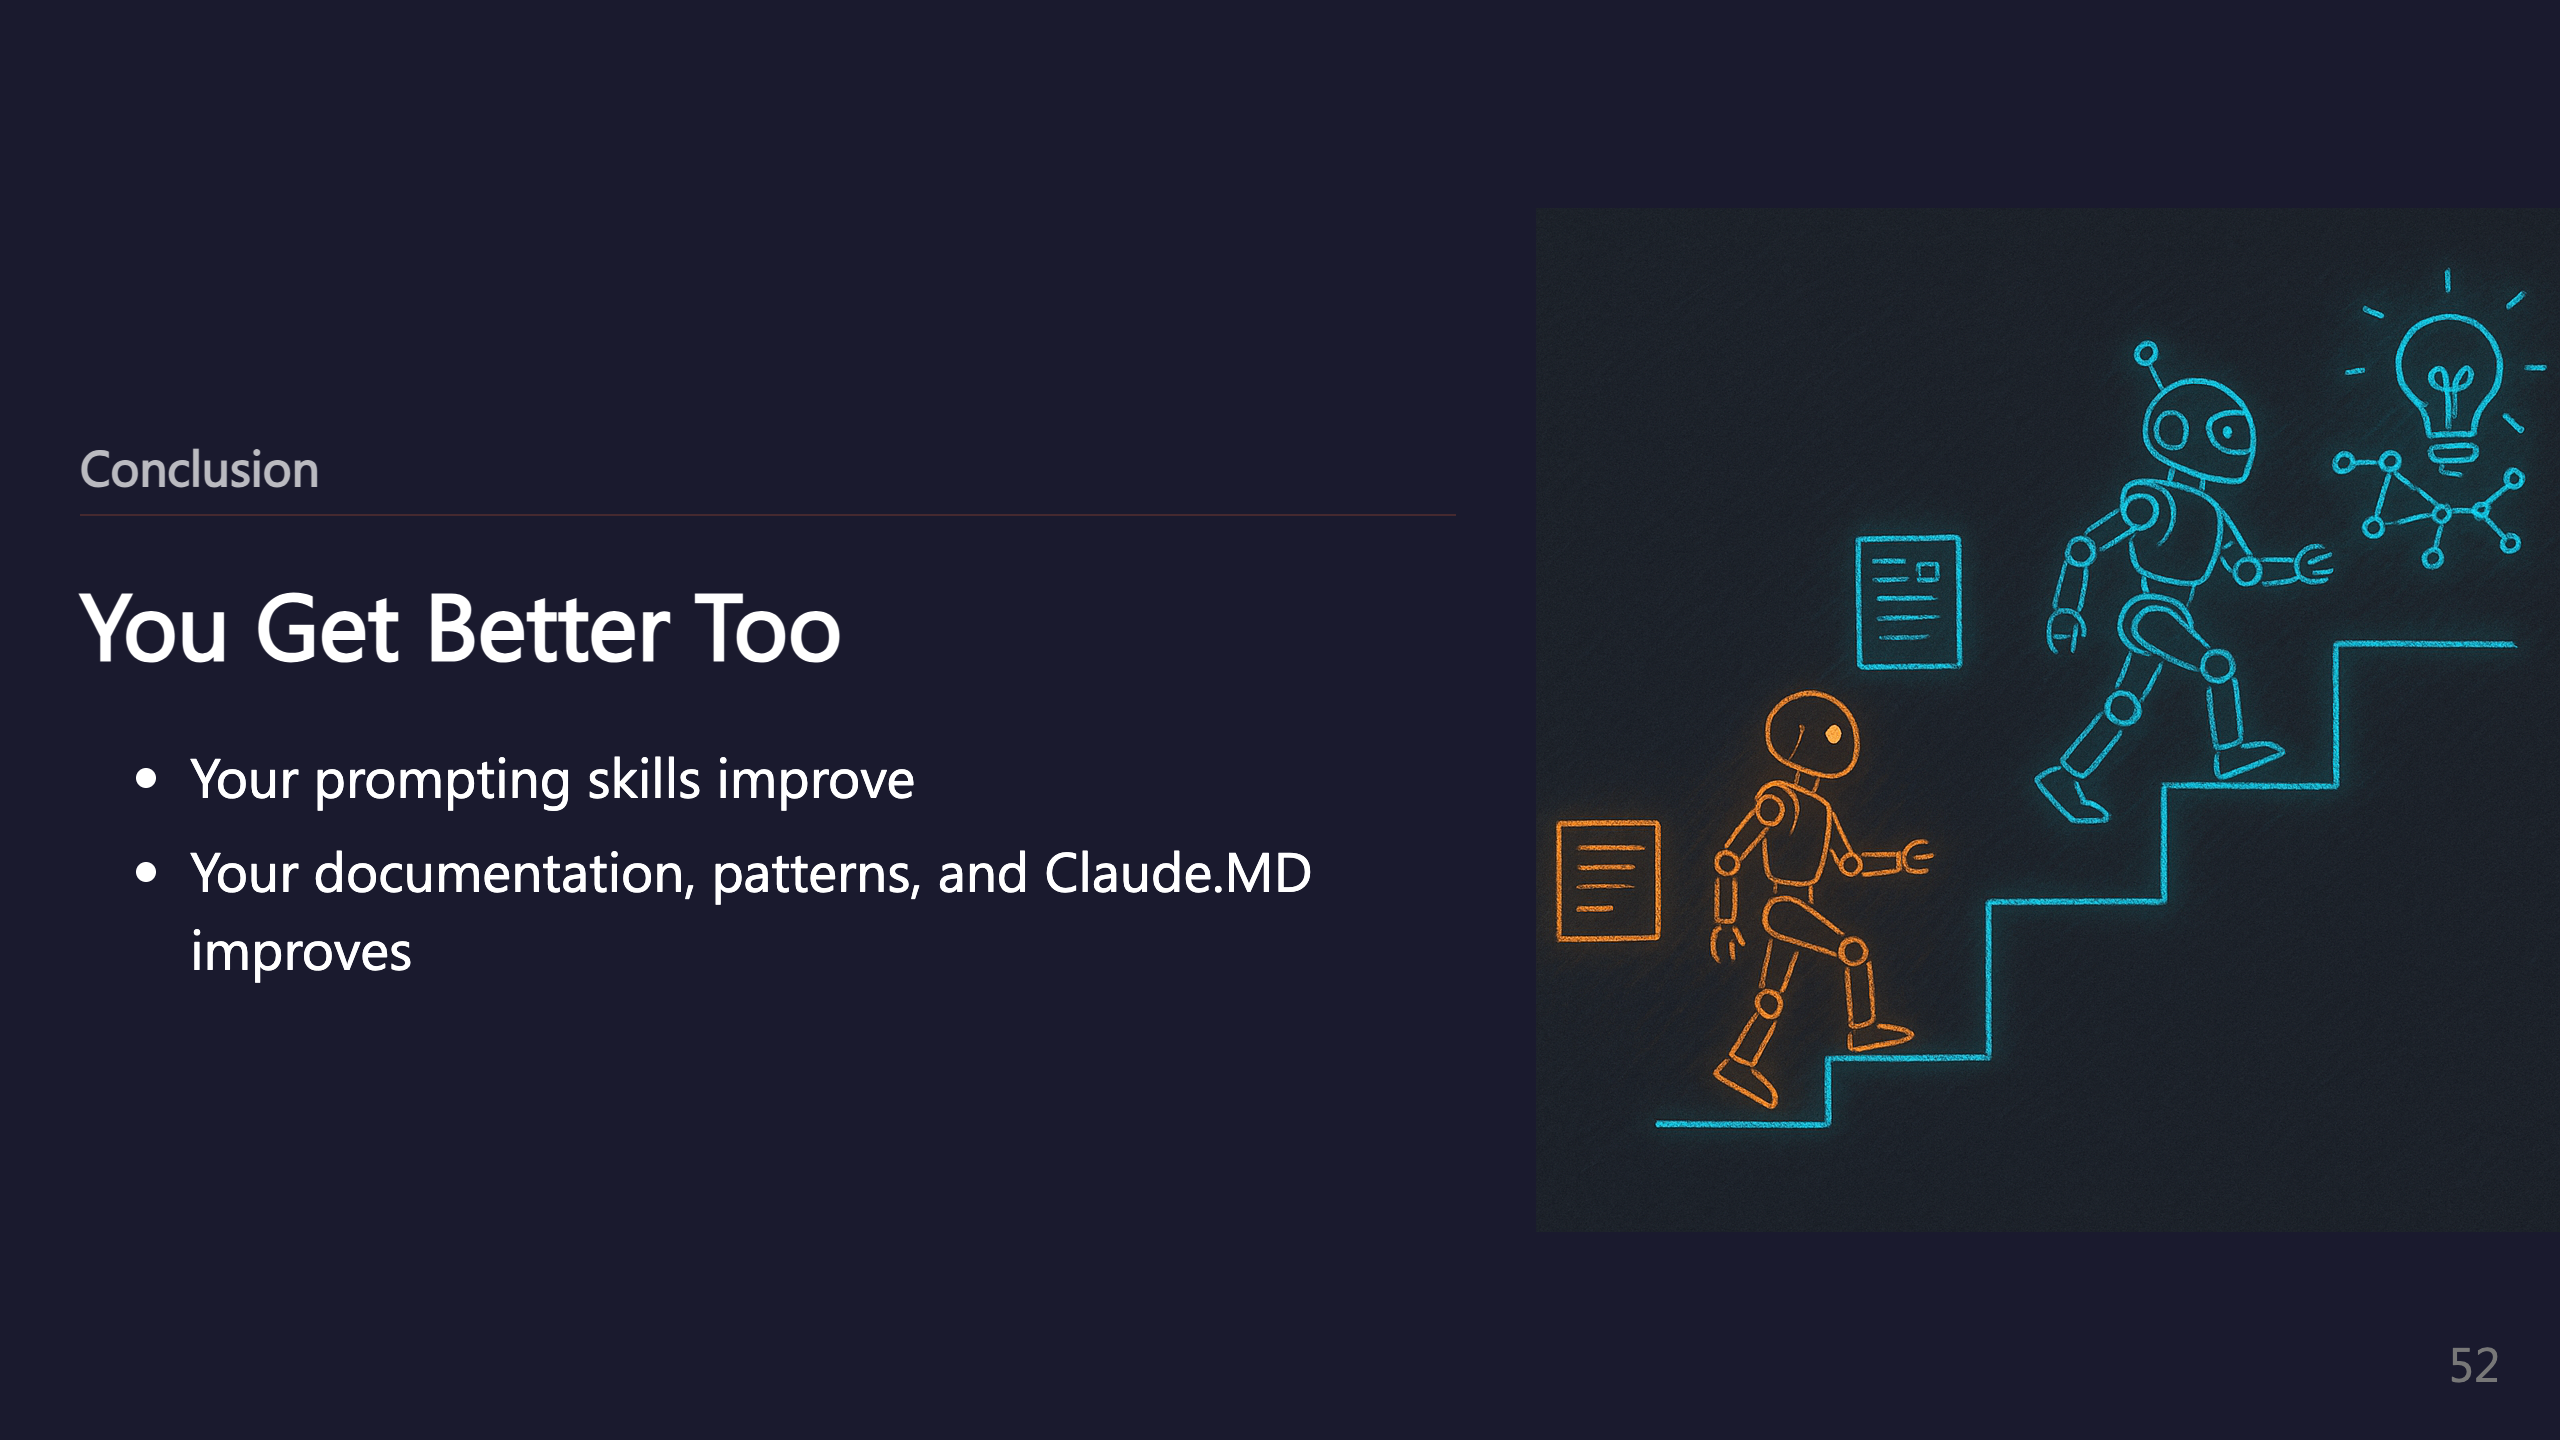 Conclusion
You Get Better Too
• Your prompting skills improve
• Your documentation, patterns, and Claude.MD
improves
52